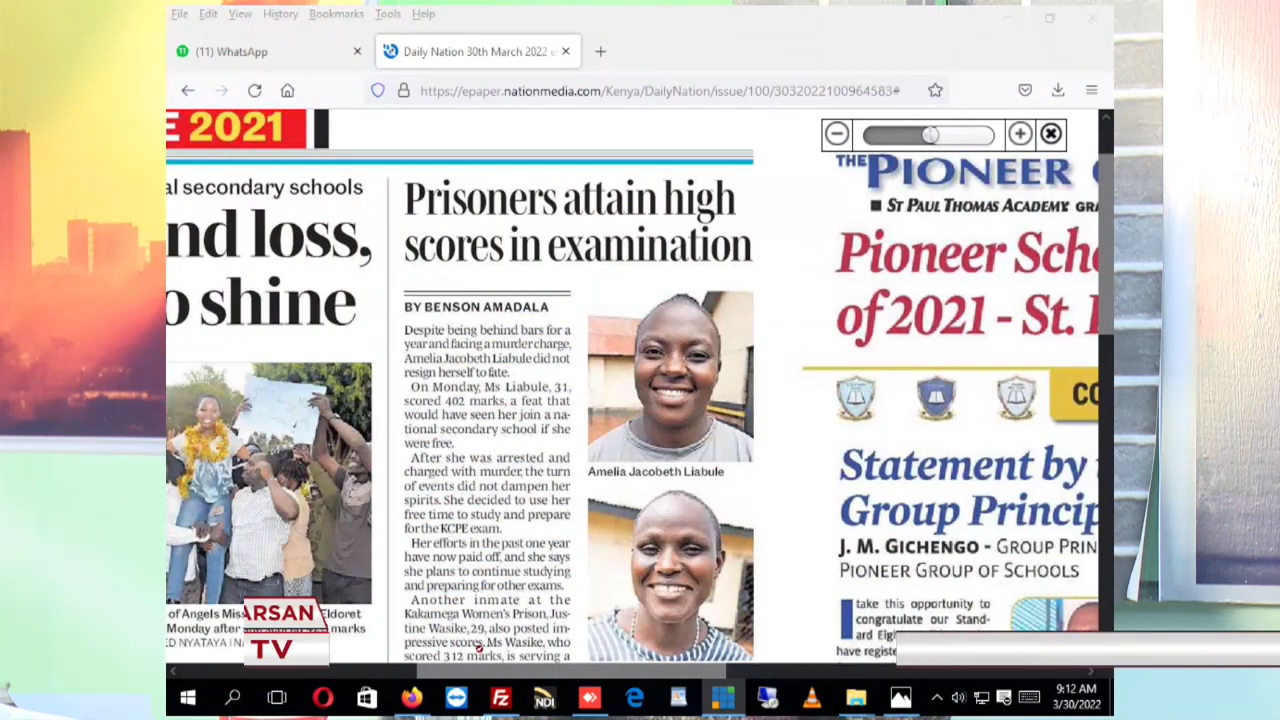 File Edit View History Bookmarks Tools Help
(11) WhatsApp
Daily Nation 30th March 2022
https://epaper.nationmedia.com/Kenya/DailyNation/issue/100/3032022100964583#
E 2021
al secondary schools
nd loss,
o shine
of Angels Miss
Eldoret
Monday after
marks
D NYATAYA I NA
Prisoners attain high
scores in examination
BY BENSON AMADALA
Despite being behind bars for a
year and facing a murder charge,
Amelia Jacobeth Liabule did not
resign herself to fate.
On Monday, Ms Liabule, 31,
scored 402 marks, a feat that
would have seen her join a na-
tional secondary school if she
were free.
After she was arrested and
charged with murder, the turn
of events did not dampen her
spirits. She decided to use her
free time to study and prepare
for the KCPE exam.
Her efforts in the past one year
have now paid off, and she says
she plans to continue studying
and preparing for other exams.
Another inmate at the
Kakamega Women's Prison, Jus-
tine Wasike, 29, also posted im-
pressive scores. Ms Wasike, who
scored 312 marks, is serving a
Amelia Jacobeth Liabule
THE PIONEER
■ ST PAUL THOMAS ACADEMY GRA
Pioneer Scho
of 2021 - St.
CO
Statement by
Group Princip
J. M. GICHENGO - GROUP PRIN
PIONEER GROUP OF SCHOOLS
I take this opportunity to
congratulate our Stand-
ard Eigh
have registe
ARSAN
TV
NDI
9:12 AM
3/30/2022